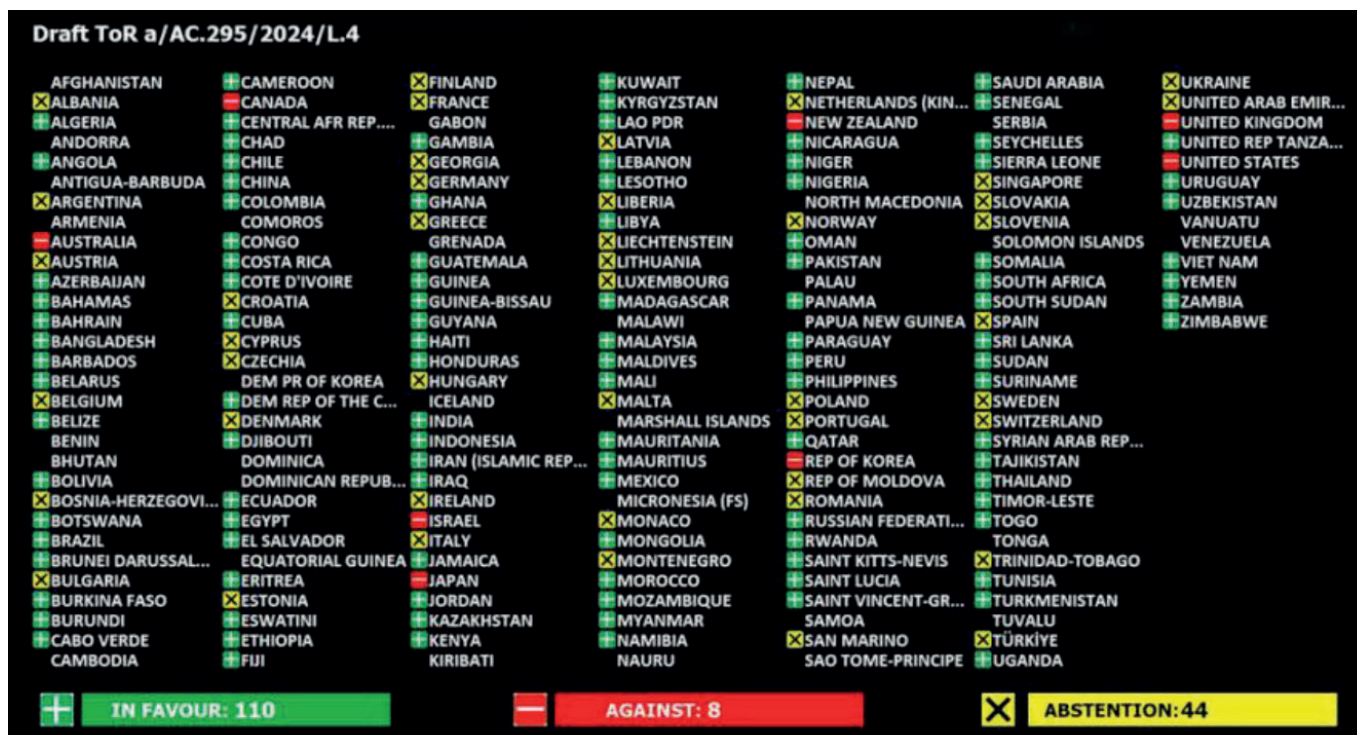 Draft ToR a/AC.295/2024/L.4
AFGHANISTAN
ALBANIA
ALGERIA
ANDORRA
ANGOLA
ANTIGUA-BARBUDA
ARGENTINA
ARMENIA
AUSTRALIA
AUSTRIA
AZERBAIJAN
BAHAMAS
BAHRAIN
BANGLADESH
BARBADOS
BELARUS
BELGIUM
BELIZE
BENIN
BHUTAN
BOLIVIA
BOSNIA-HERZEGOVI...
BOTSWANA
BRAZIL
BRUNEI DARUSSAL...
BULGARIA
BURKINA FASO
BURUNDI
CABO VERDE
CAMBODIA
CAMEROON
CANADA
CENTRAL AFR REP....
CHAD
CHILE
CHINA
COLOMBIA
COMOROS
CONGO
COSTA RICA
COTE D'IVOIRE
CROATIA
CUBA
CYPRUS
CZECHIA
DEM PR OF KOREA
DEM REP OF THE C...
DENMARK
DJIBOUTI
DOMINICA
DOMINICAN REPUB...
ECUADOR
EGYPT
EL SALVADOR
EQUATORIAL GUINEA
ERITREA
ESTONIA
ESWATINI
ETHIOPIA
FIJI
FINLAND
FRANCE
GABON
GAMBIA
GEORGIA
GERMANY
GHANA
GREECE
GRENADA
GUATEMALA
GUINEA
GUINEA-BISSAU
GUYANA
HAITI
HONDURAS
HUNGARY
ICELAND
INDIA
INDONESIA
IRAN (ISLAMIC REP...
IRAQ
IRELAND
ISRAEL
ITALY
JAMAICA
JAPAN
JORDAN
KAZAKHSTAN
KENYA
KIRIBATI
KUWAIT
KYRGYZSTAN
LAO PDR
LATVIA
LEBANON
LESOTHO
LIBERIA
LIBYA
LIECHTENSTEIN
LITHUANIA
LUXEMBOURG
MADAGASCAR
MALAWI
MALAYSIA
MALDIVES
MALI
MALTA
MARSHALL ISLANDS
MAURITANIA
MAURITIUS
MEXICO
MICRONESIA (FS)
MONACO
MONGOLIA
MONTENEGRO
MOROCCO
MOZAMBIQUE
MYANMAR
NAMIBIA
NAURU
NEPAL
NETHERLANDS (KIN...
NEW ZEALAND
NICARAGUA
NIGER
NIGERIA
NORTH MACEDONIA
NORWAY
OMAN
PAKISTAN
PALAU
PANAMA
PAPUA NEW GUINEA
PARAGUAY
PERU
PHILIPPINES
POLAND
PORTUGAL
QATAR
REP OF KOREA
REP OF MOLDOVA
ROMANIA
RUSSIAN FEDERATI...
RWANDA
SAINT KITTS-NEVIS
SAINT LUCIA
SAINT VINCENT-GR...
SAMOA
SAN MARINO
SAO TOME-PRINCIPE
SAUDI ARABIA
SENEGAL
SERBIA
SEYCHELLES
SIERRA LEONE
SINGAPORE
SLOVAKIA
SLOVENIA
SOLOMON ISLANDS
SOMALIA
SOUTH AFRICA
SOUTH SUDAN
SPAIN
SRI LANKA
SUDAN
SURINAME
SWEDEN
SWITZERLAND
SYRIAN ARAB REP...
TAJIKISTAN
THAILAND
TIMOR-LESTE
TOGO
TONGA
TRINIDAD-TOBAGO
TUNISIA
TURKMENISTAN
TUVALU
TÜRKİYE
UGANDA
UKRAINE
UNITED ARAB EMIR...
UNITED KINGDOM
UNITED REP TANZA...
UNITED STATES
URUGUAY
UZBEKISTAN
VANUATU
VENEZUELA
VIET NAM
YEMEN
ZAMBIA
ZIMBABWE
IN FAVOUR: 110
AGAINST: 8
ABSTENTION: 44